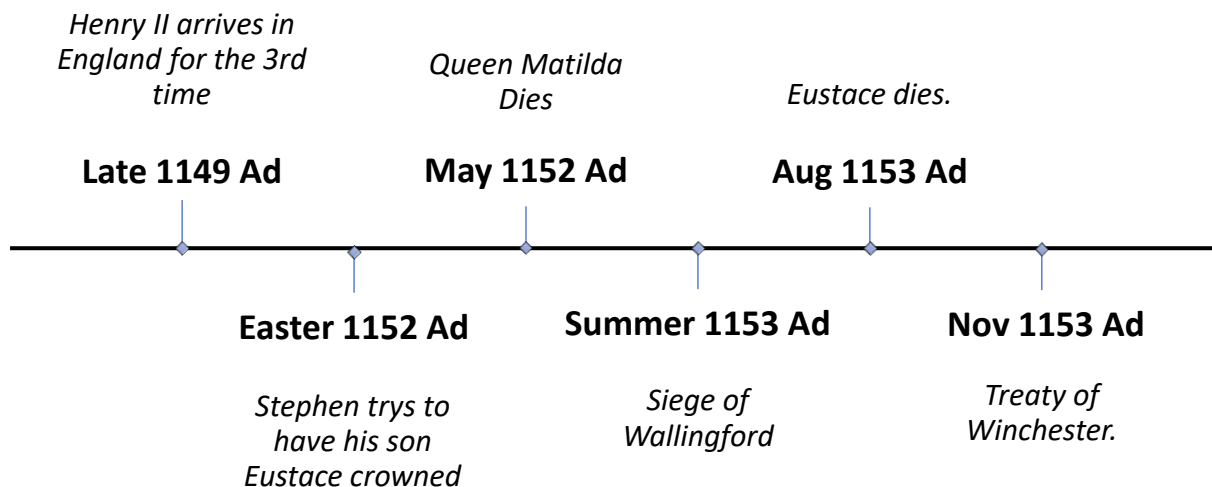 Henry II arrives in
England for the 3rd
time
Late 1149 Ad
Easter 1152 Ad
Stephen trys to
have his son
Eustace crowned
Queen Matilda
Dies
May 1152 Ad
Summer 1153 Ad
Siege of
Wallingford
Eustace dies.
Aug 1153 Ad
Nov 1153 Ad
Treaty of
Winchester.